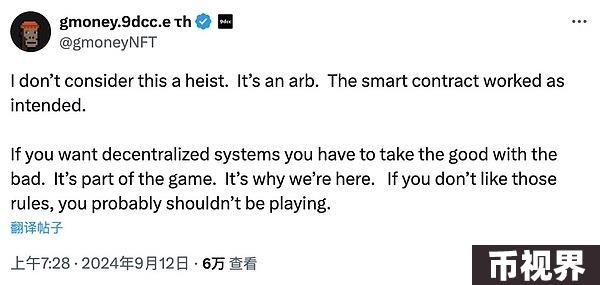 gmoney.9dcc.e τh 9dcc
@gmoneyNFT
I don’t consider this a heist. It’s an arb. The smart contract worked as
intended.
If you want decentralized systems you have to take the good with the
bad. It’s part of the game. It’s why we’re here. If you don’t like those
rules, you probably shouldn’t be playing.
翻译帖子
上午7:28 · 2024年9月12日 · 6万 查看
币视界